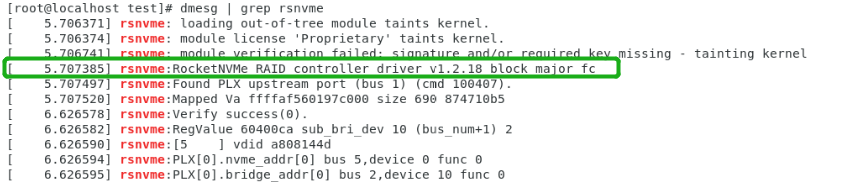 [root@localhost test]# dmesg | grep rsnvme
[    5.706371] rsnvme: loading out-of-tree module taints kernel.
[    5.706374] rsnvme: module license 'Proprietary' taints kernel.
[    5.706741] rsnvme: module verification failed: signature and/or required key missing - tainting kernel
[    5.707385] rsnvme:RocketNVMe RAID controller driver v1.2.18 block major fc
[    5.707497] rsnvme:Found PLX upstream port (bus 1) (cmd 100407).
[    5.707520] rsnvme:Mapped Va ffffaf560197c000 size 690 874710b5
[    6.626578] rsnvme:Verify success(0).
[    6.626582] rsnvme:RegValue 60400ca sub_bri_dev 10 (bus_num+1) 2
[    6.626590] rsnvme:[5    ] vdid a808144d
[    6.626594] rsnvme:PLX[0].nvme_addr[0] bus 5,device 0 func 0
[    6.626595] rsnvme:PLX[0].bridge_addr[0] bus 2,device 10 func 0